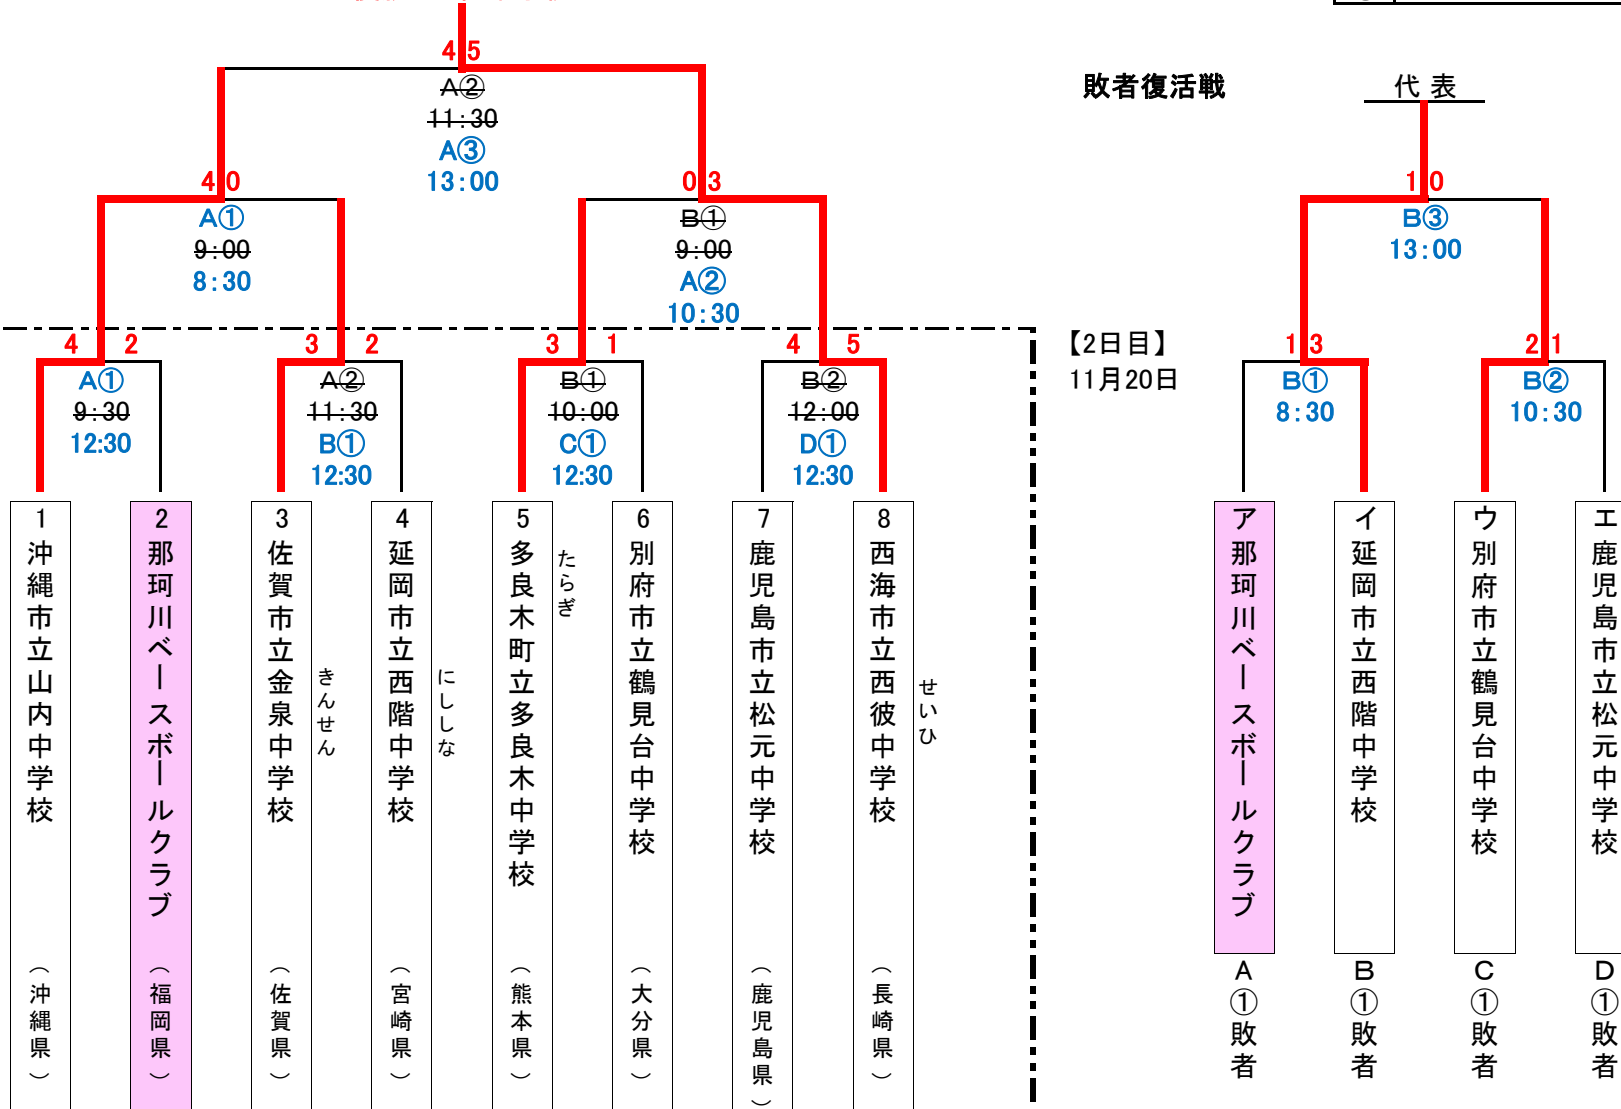 4 5
A②
11:30
A③
13:00
敗者復活戦
代 表
4 0
A①
9:00
8:30
0 3
B①
9:00
A②
10:30
1 0
B③
13:00
【2日目】
11月20日
4 2
A①
9:30
12:30
3 2
A②
11:30
B①
12:30
3 1
B①
10:00
C①
12:30
4 5
B②
12:00
D①
12:30
1 3
B①
8:30
2 1
B②
10:30
1 沖縄市立山内中学校 （沖縄県）
2 那珂川ベースボールクラブ （福岡県）
3 佐賀市立金泉中学校 （佐賀県）
きんせん
4 延岡市立西階中学校 （宮崎県）
にししな
5 多良木町立多良木中学校 （熊本県）
たらぎ
6 別府市立鶴見台中学校 （大分県）
7 鹿児島市立松元中学校 （鹿児島県）
8 西海市立西彼中学校 （長崎県）
せいひ
ア 那珂川ベースボールクラブ
A①敗者
イ 延岡市立西階中学校
B①敗者
ウ 別府市立鶴見台中学校
C①敗者
エ 鹿児島市立松元中学校
D①敗者